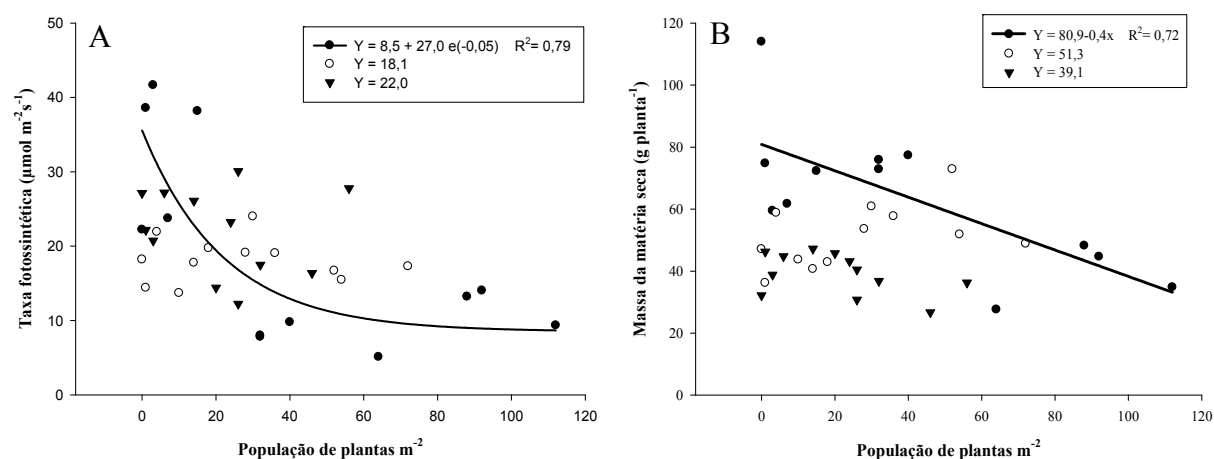 A
Y = 8,5 + 27,0 e(-0,05) R²= 0,79
Y = 18,1
Y = 22,0
Taxa fotossintética (µmol m⁻²s⁻¹)
50
40
30
20
10
0
0 20 40 60 80 100 120
População de plantas m⁻²
B
Y = 80,9-0,4x R²= 0,72
Y = 51,3
Y = 39,1
Massa da matéria seca (g planta⁻¹)
120
100
80
60
40
20
0
0 20 40 60 80 100 120
População de plantas m⁻²